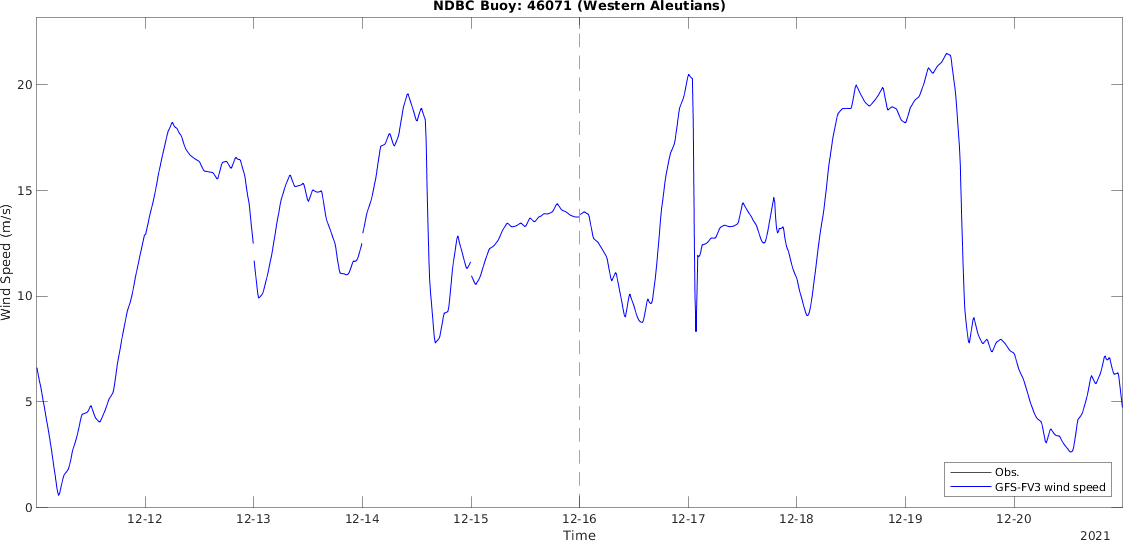 NDBC Buoy: 46071 (Western Aleutians)
20
15
10
5
0
Wind Speed (m/s)
12-12 12-13 12-14 12-15 12-16 12-17 12-18 12-19 12-20
Time
2021
Obs.
GFS-FV3 wind speed